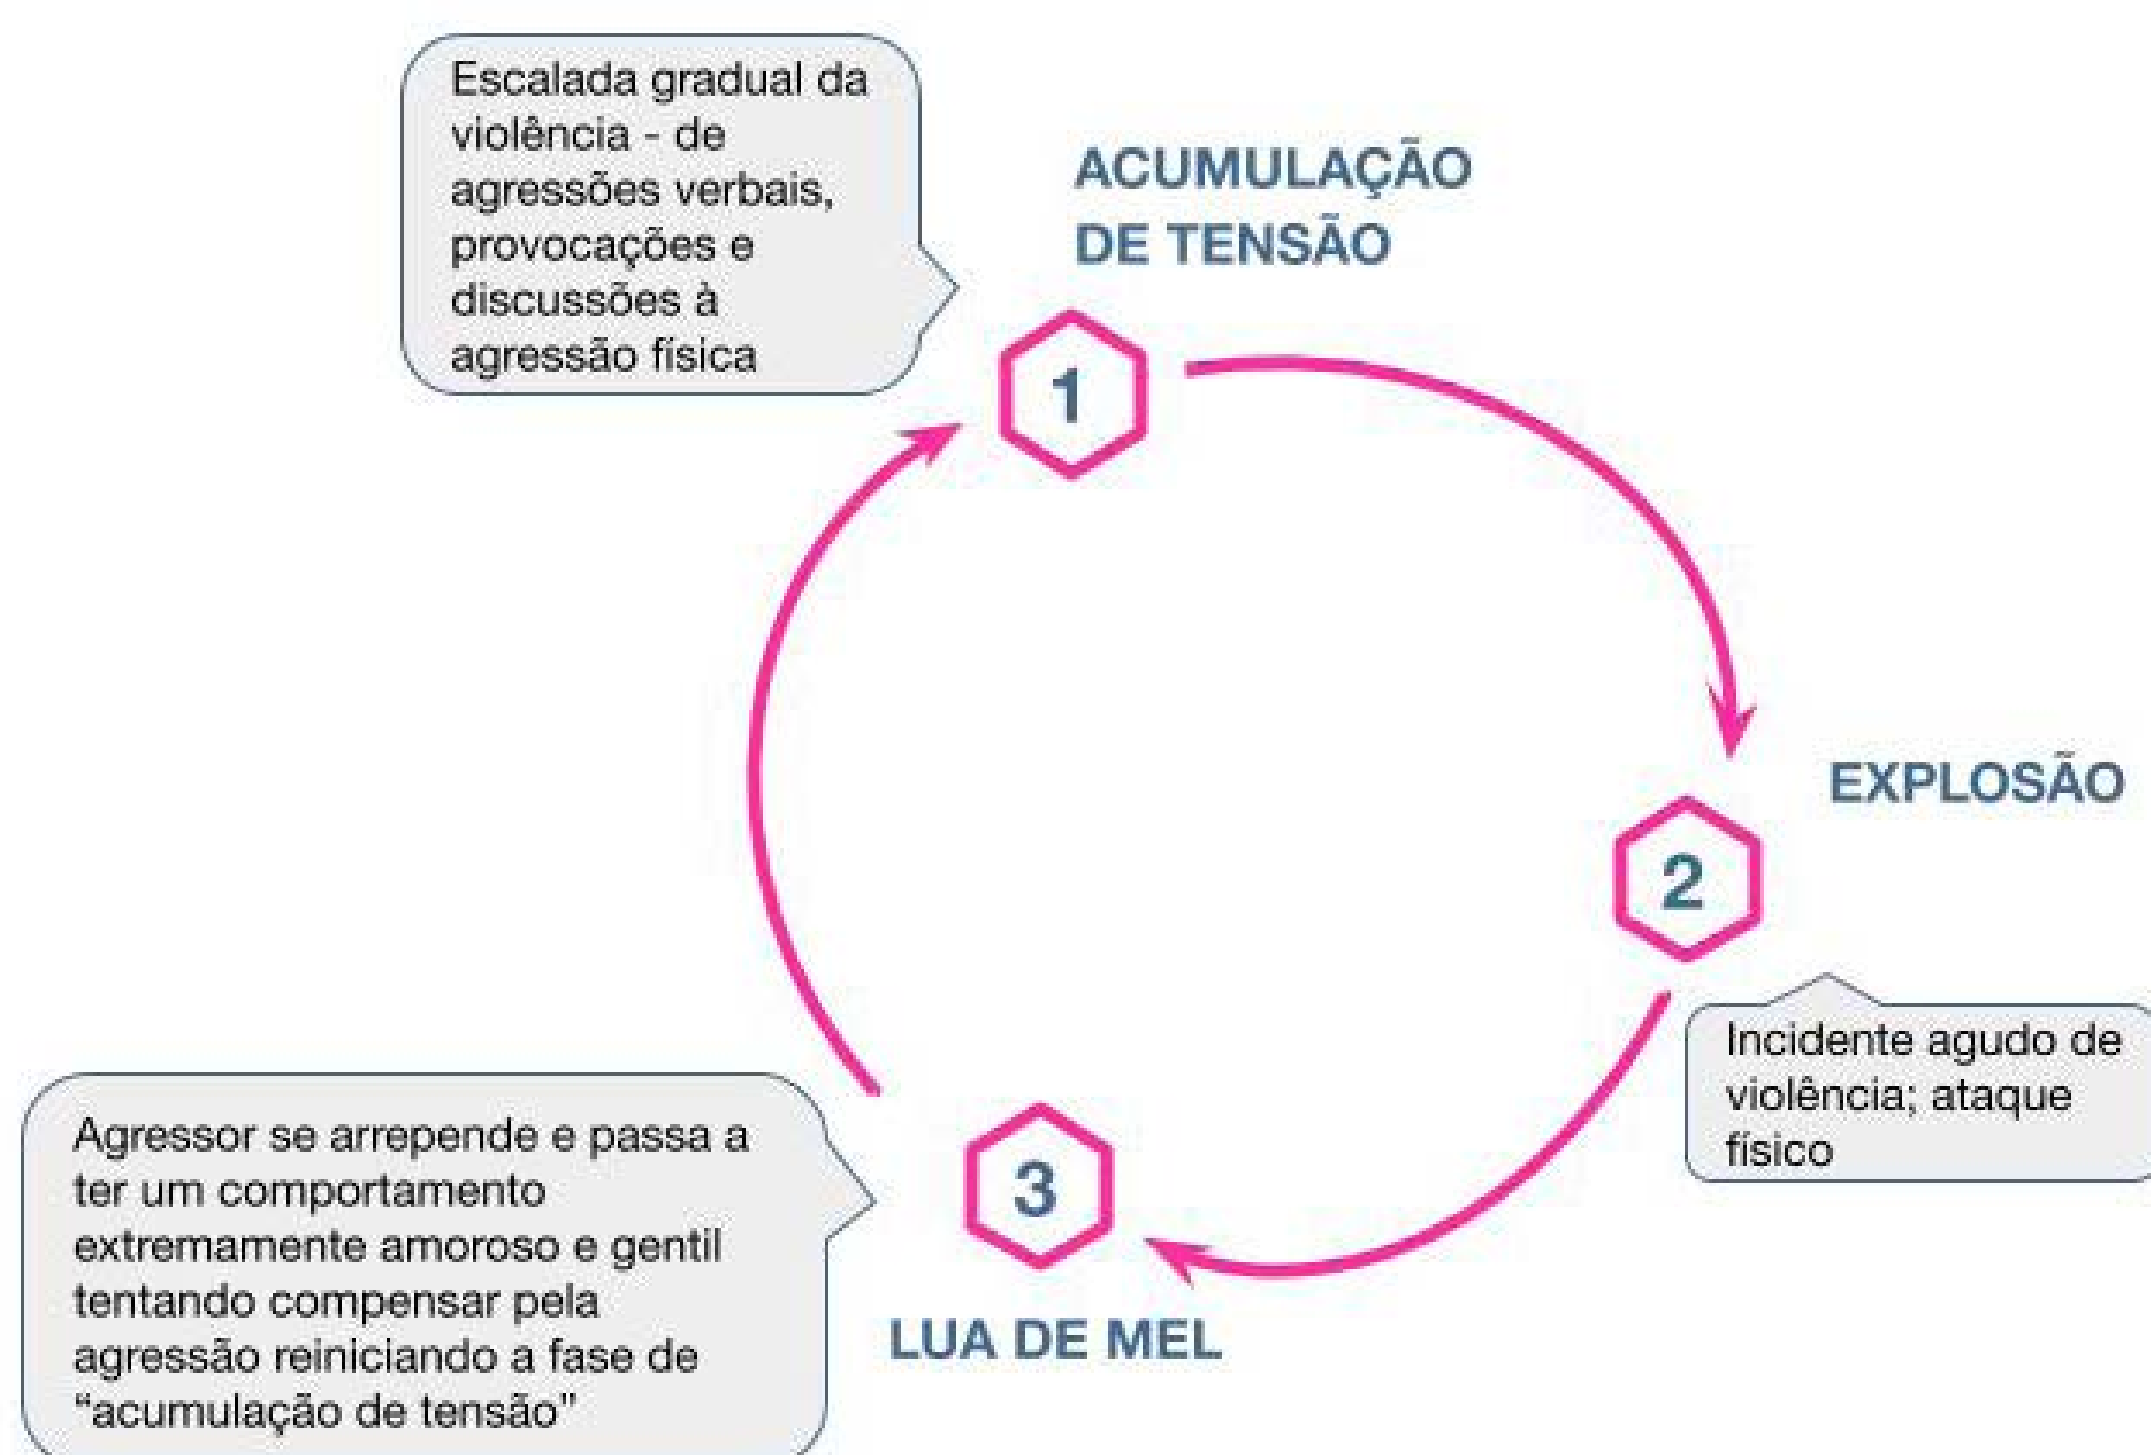 Escalada gradual da
violência - de
agressões verbais,
provocações e
discussões à
agressão física
ACUMULAÇÃO
DE TENSÃO
1
EXPLOSÃO
2
Incidente agudo de
violência; ataque
físico
Agressor se arrepende e passa a
ter um comportamento
extremamente amoroso e gentil
tentando compensar pela
agressão reiniciando a fase de
“acumulação de tensão”
3
LUA DE MEL